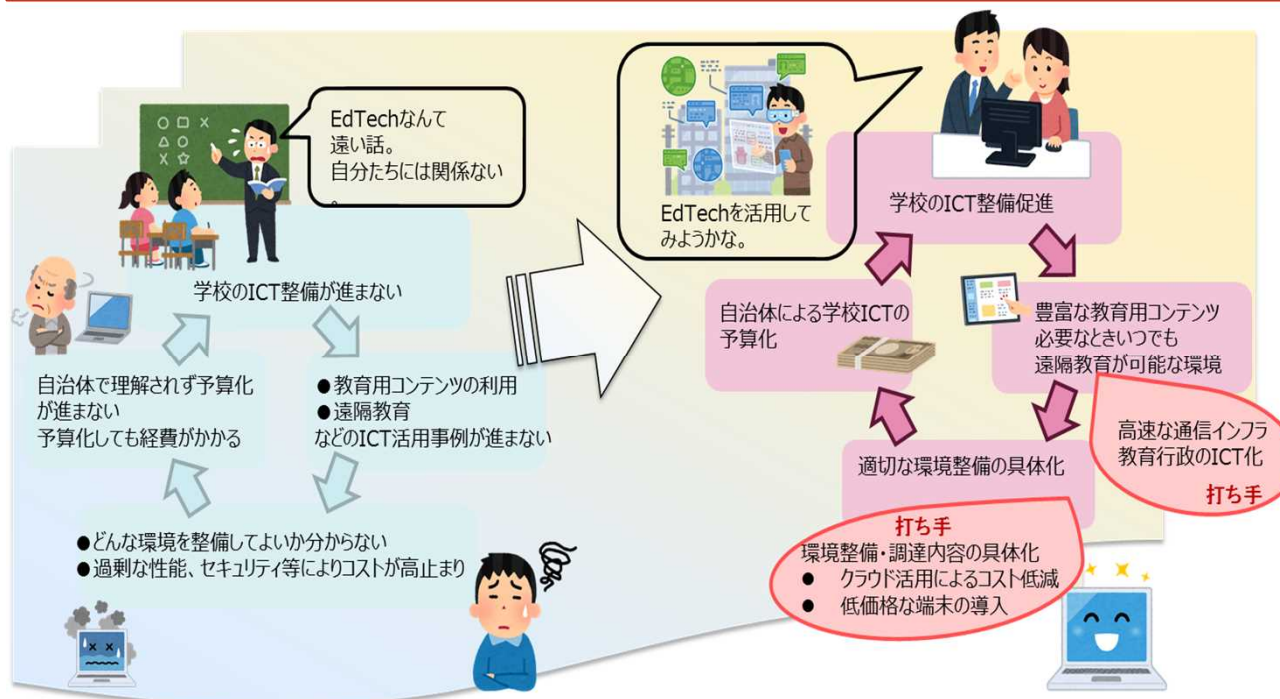 EdTechなんて
遠い話。
自分たちには関係ない
。
学校のICT整備が進まない
自治体で理解されず予算化
が進まない
予算化しても経費がかかる
●教育用コンテンツの利用
●遠隔教育
などのICT活用事例が進まない
●どんな環境を整備してよいか分からない
●過剰な性能、セキュリティ等によりコストが高止まり
EdTechを活用して
みようかな。
学校のICT整備促進
自治体による学校ICTの
予算化
豊富な教育用コンテンツ
必要なときいつでも
遠隔教育が可能な環境
高速な通信インフラ
教育行政のICT化
打ち手
適切な環境整備の具体化
打ち手
環境整備・調達内容の具体化
● クラウド活用によるコスト低減
● 低価格な端末の導入